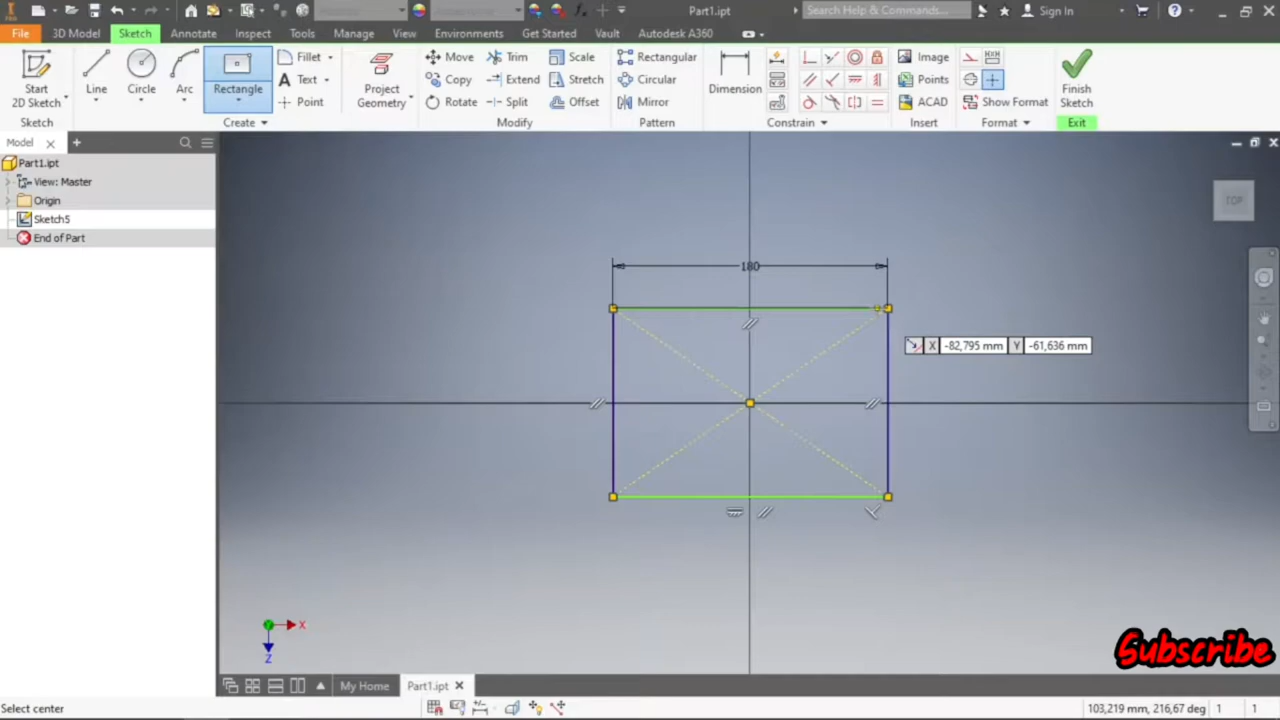 Part1.ipt
Search Help & Commands...
Sign In
File
3D Model
Sketch
Annotate
Inspect
Tools
Manage
View
Environments
Get Started
Vault
Autodesk A360
Start
2D Sketch
Line
Circle
Arc
Rectangle
Fillet
Text
Point
Project
Geometry
Move
Copy
Rotate
Trim
Extend
Split
Scale
Stretch
Offset
Rectangular
Circular
Mirror
Dimension
Image
Points
ACAD
Show Format
Finish
Sketch
Sketch
Create
Modify
Pattern
Constrain
Insert
Format
Exit
Model
Part1.ipt
View: Master
Origin
Sketch5
End of Part
TOP
180
X -82,795 mm Y -61,636 mm
X
Z
Subscribe
My Home
Part1.ipt
Select center
103,219 mm, 216,67 deg 1 1